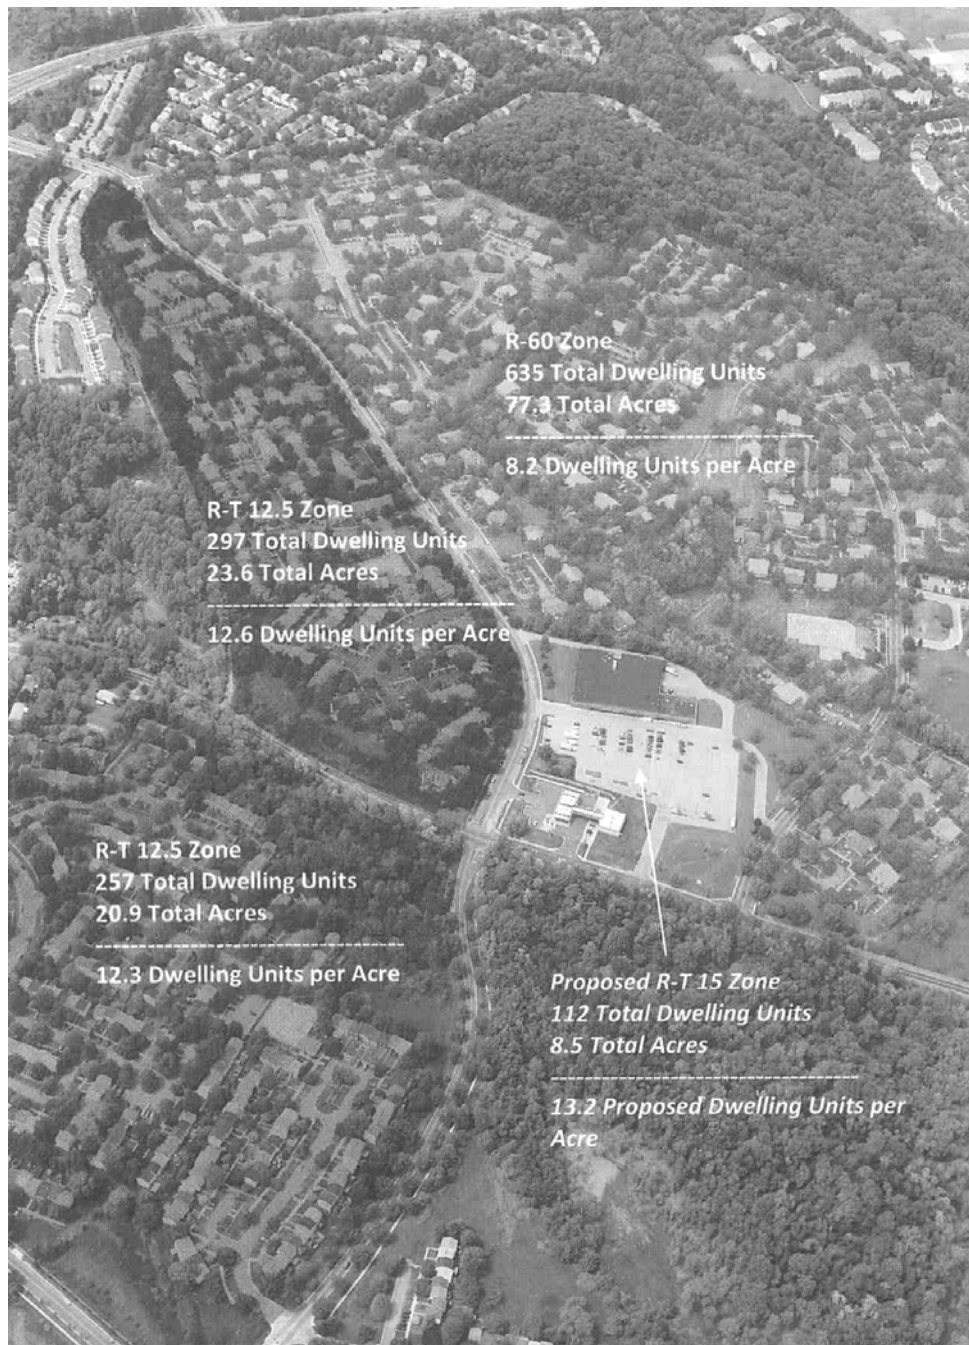 R-60 Zone
635 Total Dwelling Units
77.3 Total Acres
8.2 Dwelling Units per Acre
R-T 12.5 Zone
297 Total Dwelling Units
23.6 Total Acres
12.6 Dwelling Units per Acre
R-T 12.5 Zone
257 Total Dwelling Units
20.9 Total Acres
12.3 Dwelling Units per Acre
Proposed R-T 15 Zone
112 Total Dwelling Units
8.5 Total Acres
13.2 Proposed Dwelling Units per
Acre